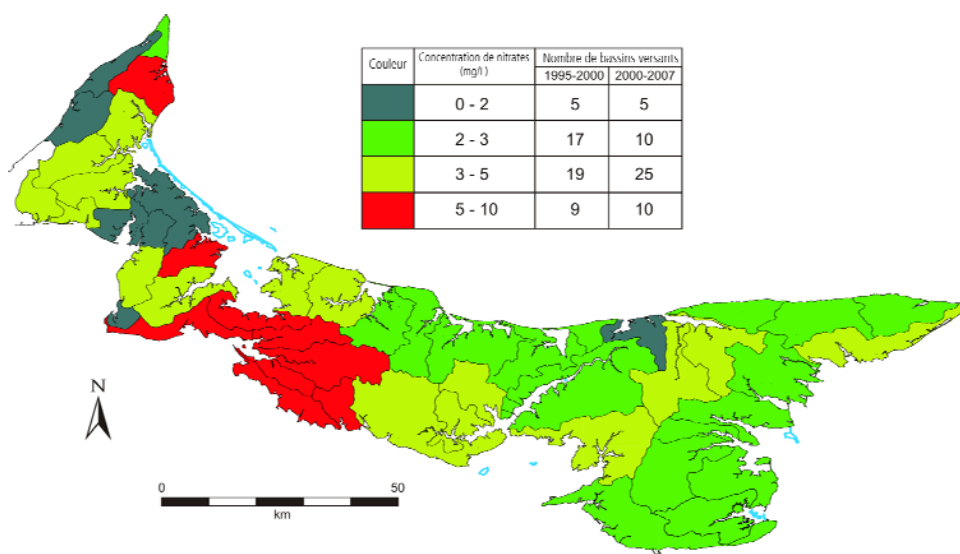 Couleur Concentration de nitrates (mg/l) Nombre de bassins versants
1995-2000 2000-2007
0 - 2 5 5
2 - 3 17 10
3 - 5 19 25
5 - 10 9 10
N
0 50
km